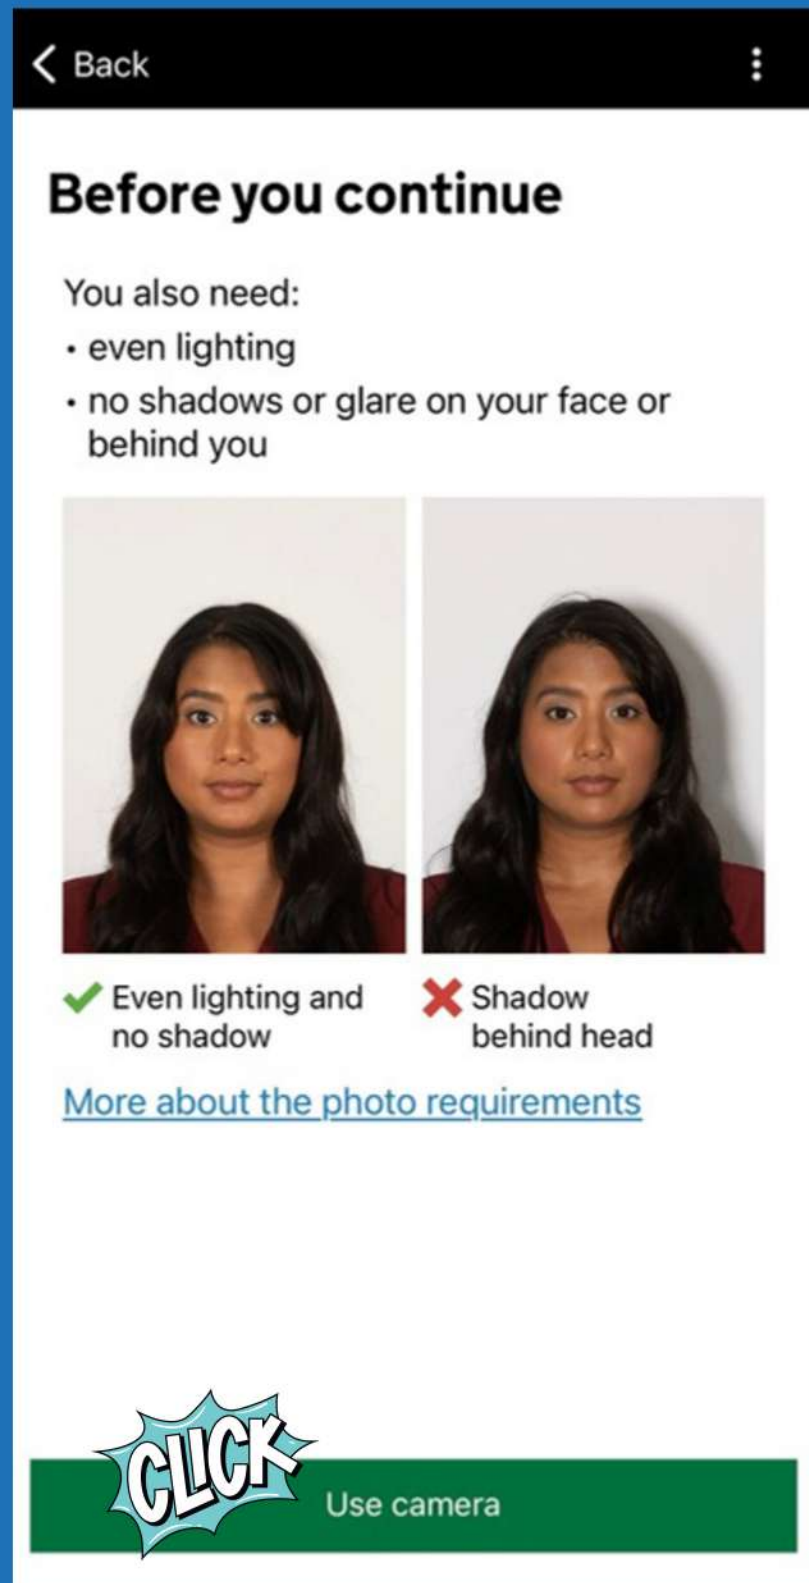 Back
Before you continue
You also need:
• even lighting
• no shadows or glare on your face or
behind you
Even lighting and
no shadow
Shadow
behind head
More about the photo requirements
CLICK
Use camera